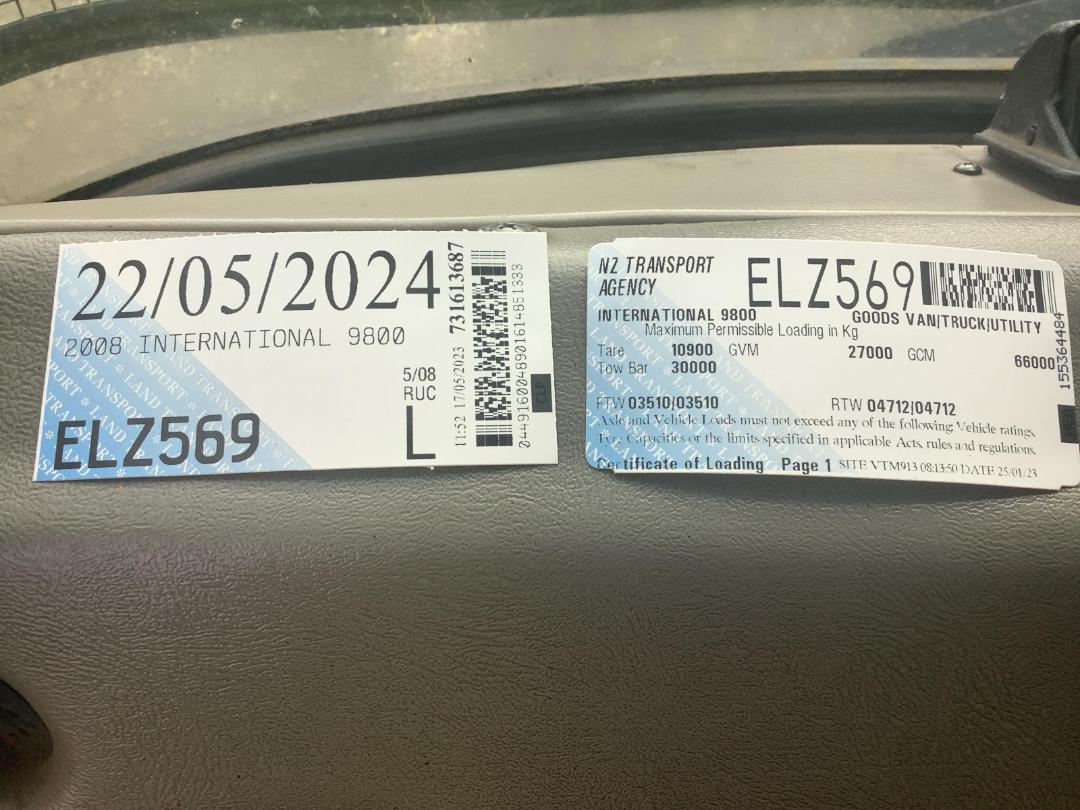 22/05/2024
2008 INTERNATIONAL 9800
5/08
RUC
L
ELZ569
11:52 17/05/2023 731613687
0449160048901614851333
CLP
NZ TRANSPORT
AGENCY
ELZ569
INTERNATIONAL 9800
GOODS VAN/TRUCK/UTILITY
Maximum Permissible Loading in Kg
Tare 10900 GVM 27000 GCM 66000
Tow Bar 30000
FTW 03510/03510 RTW 04712/04712
Axle and Vehicle Loads must not exceed any of the following Vehicle ratings,
Tyre Capacities or the limits specified in applicable Acts, rules and regulations.
Certificate of Loading Page 1 SITE VTM913 08:13:50 DATE 25/01/23
155364484